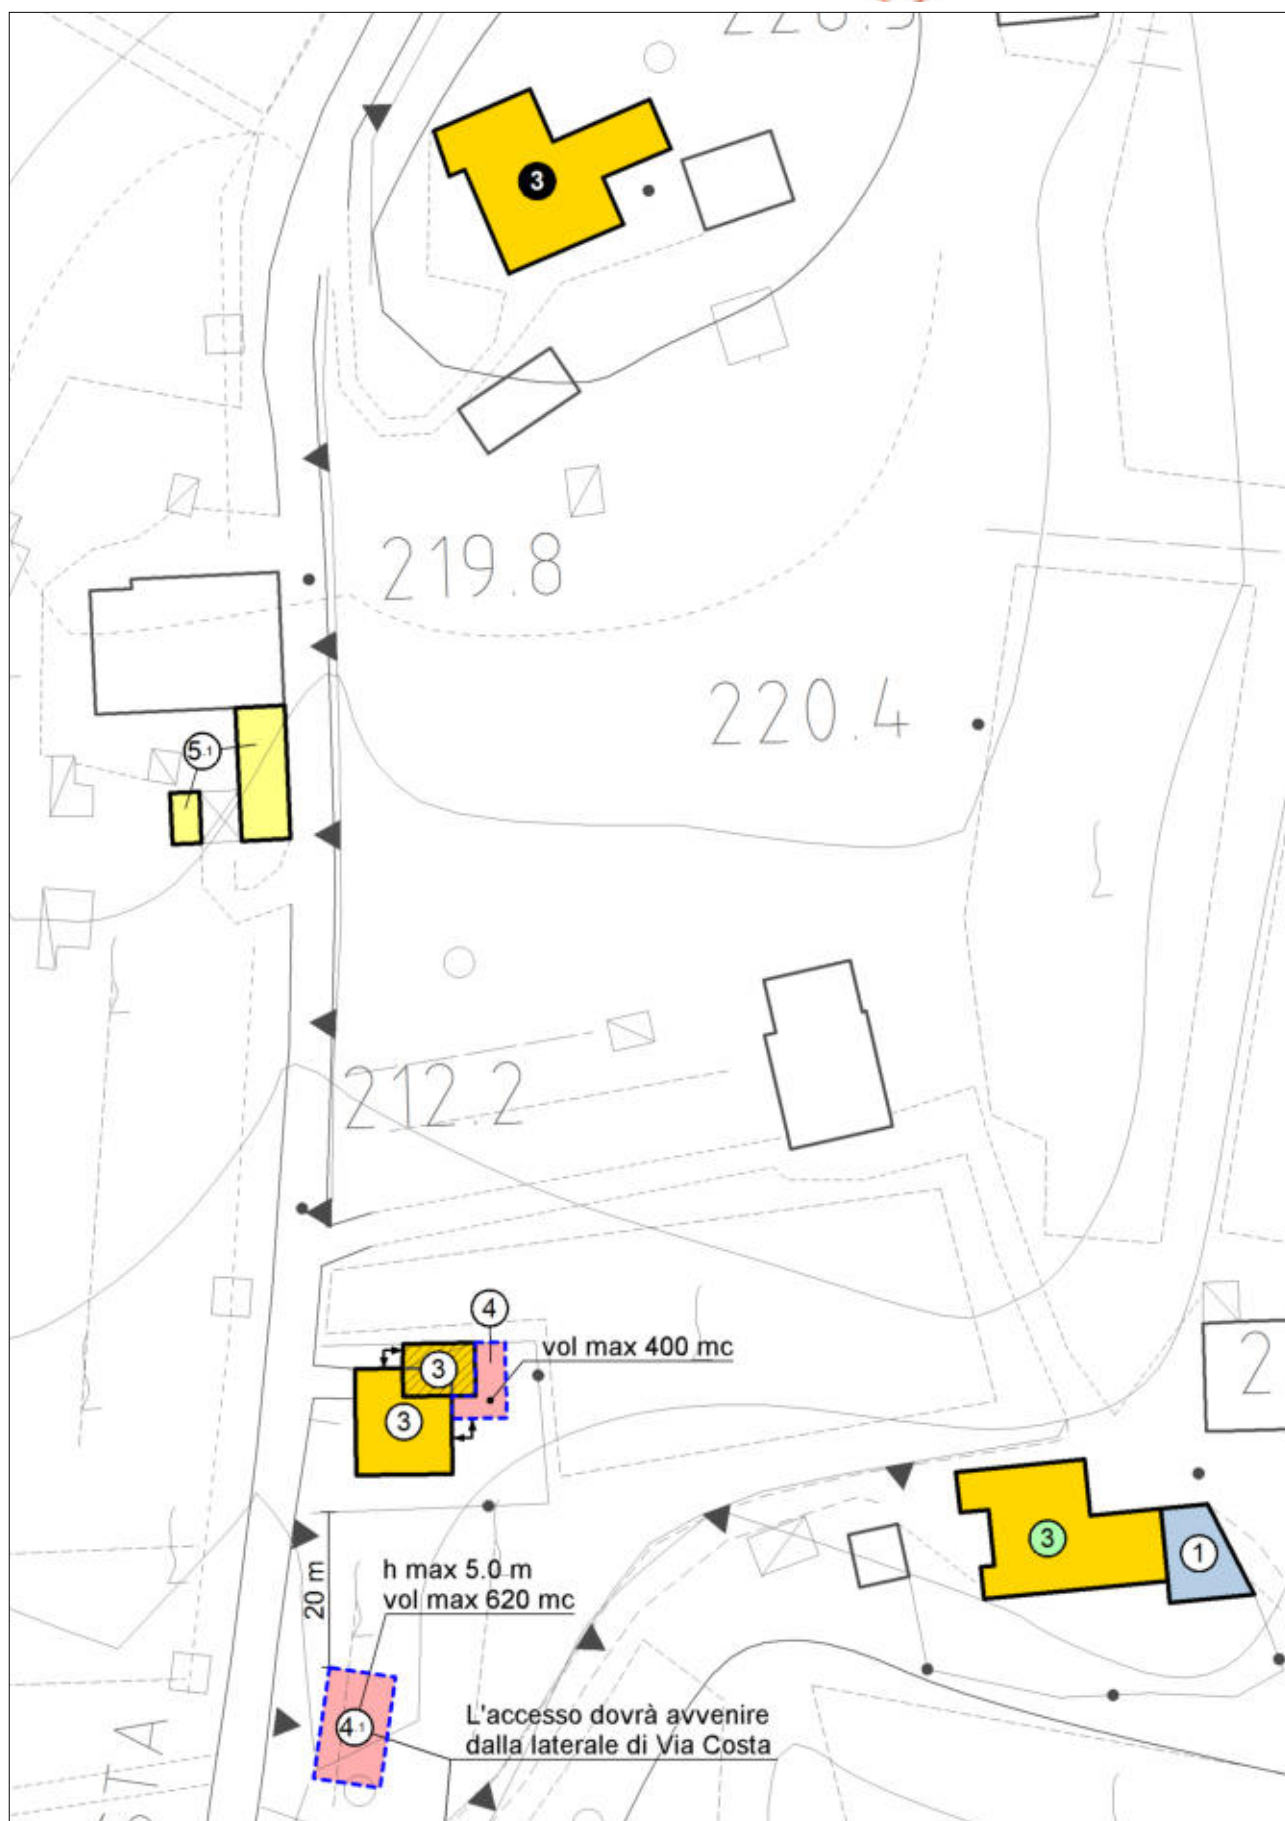 3
219.8
220.4
5.1
212.2
4
vol max 400 mc
3
3
2
3
1
h max 5.0 m
vol max 620 mc
20 m
4.1
L'accesso dovrà avvenire
dalla laterale di Via Costa